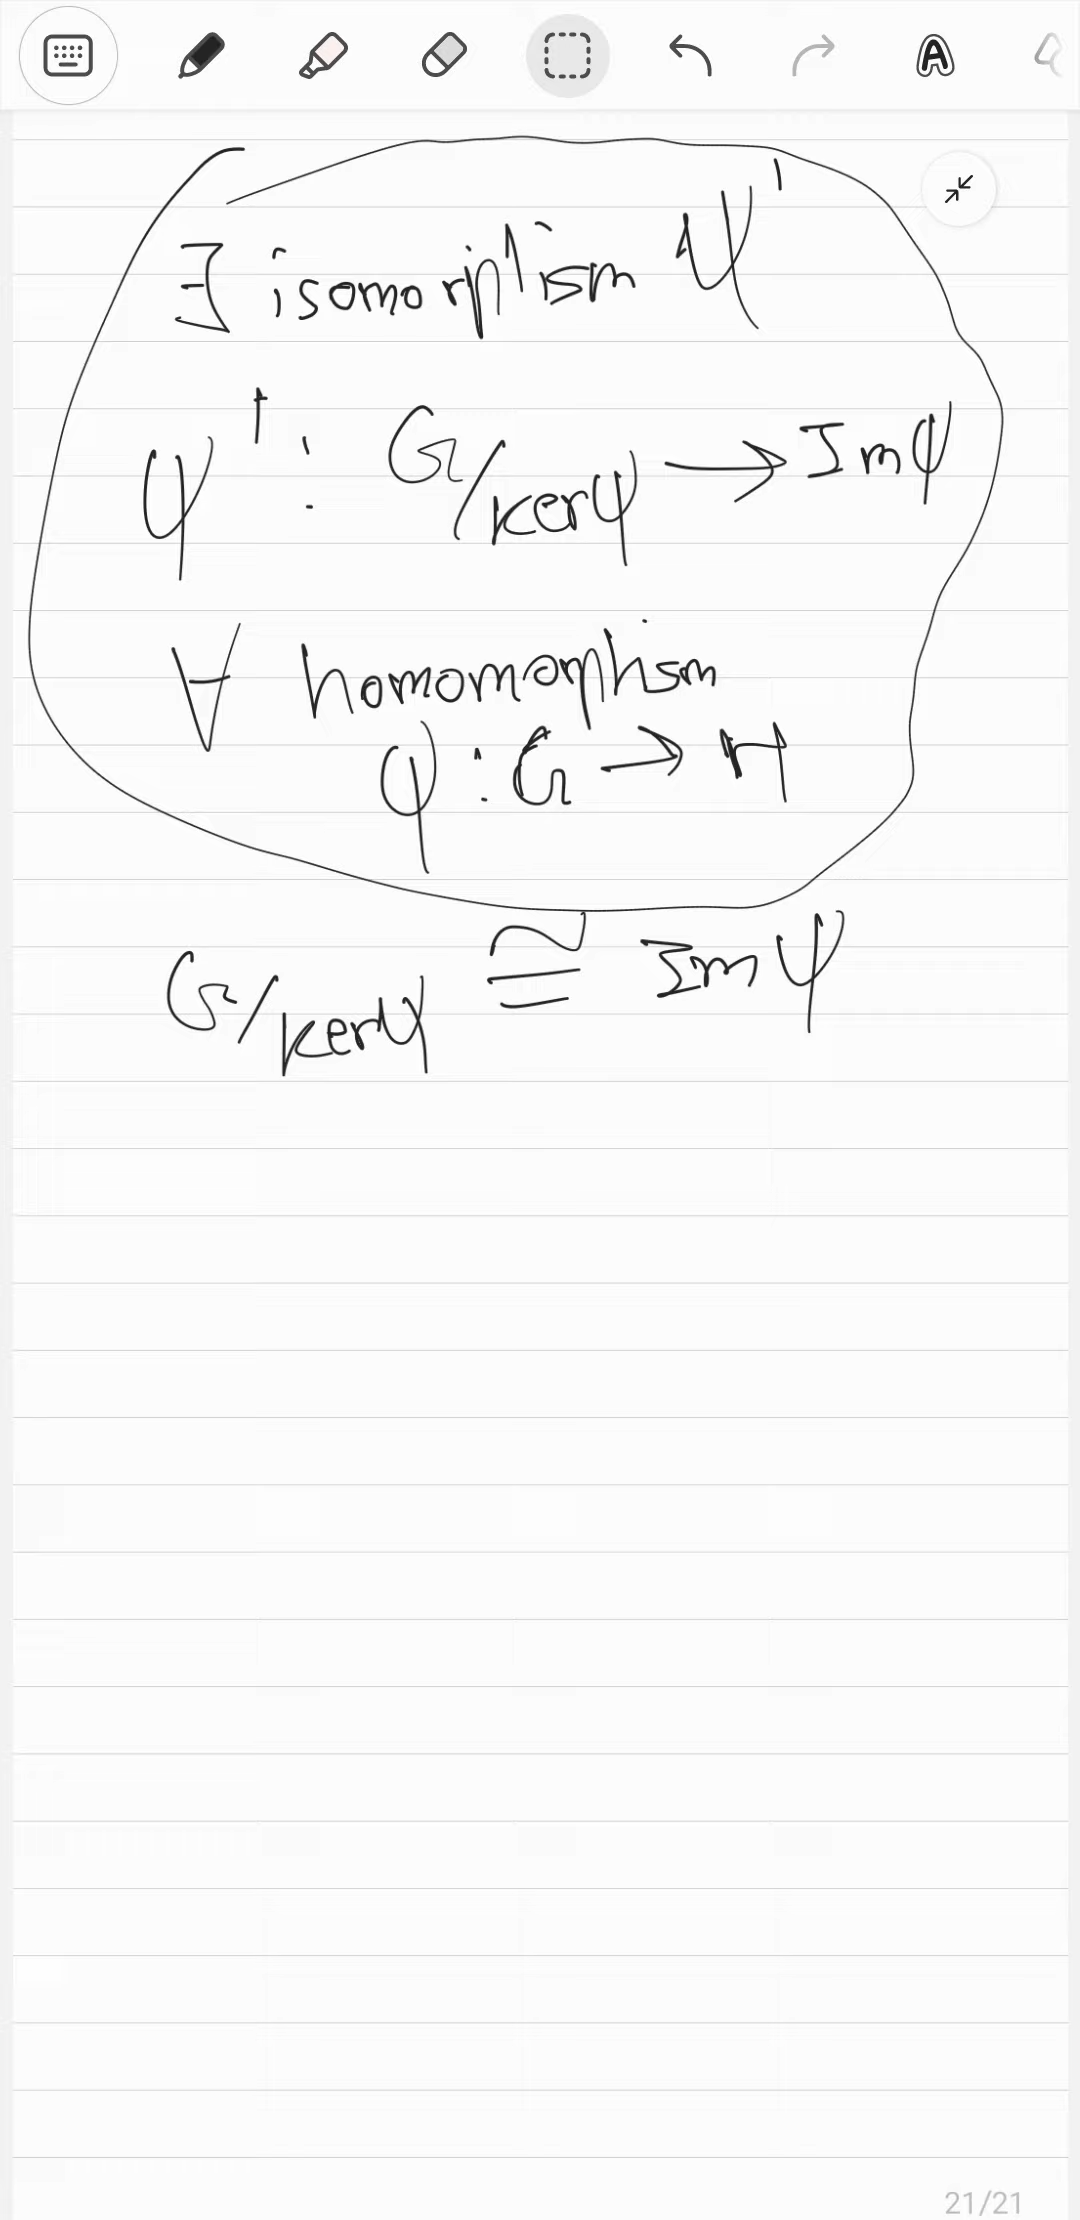 ∃ isomorphism ψ'
ψ' : G/kerψ → Imψ
∀ homomorphism
φ : G → H
G/kerψ ≅ Imψ
21/21